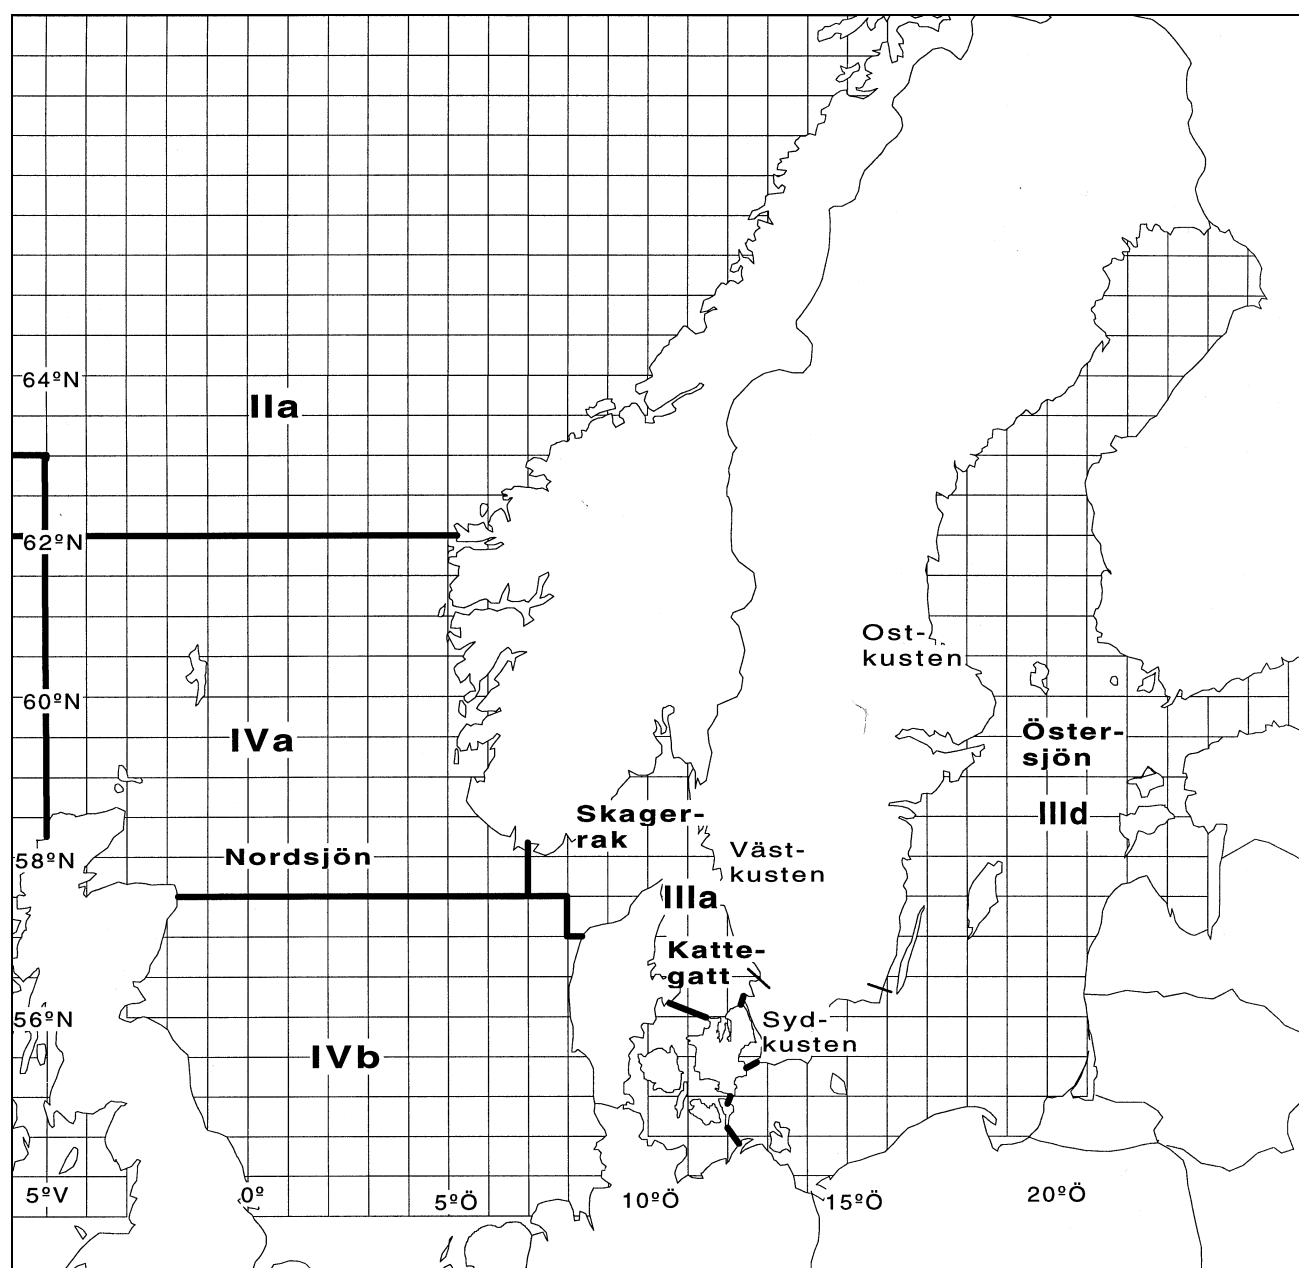 64ºN
IIa
62ºN
Ost-
kusten
60ºN
IVa
Öster-
sjön
IIId
Skager-
rak
Nordsjön
58ºN
Väst-
kusten
IIIa
Katte-
gatt
56ºN
Syd-
kusten
IVb
5ºV
0º
5ºÖ
10ºÖ
15ºÖ
20ºÖ